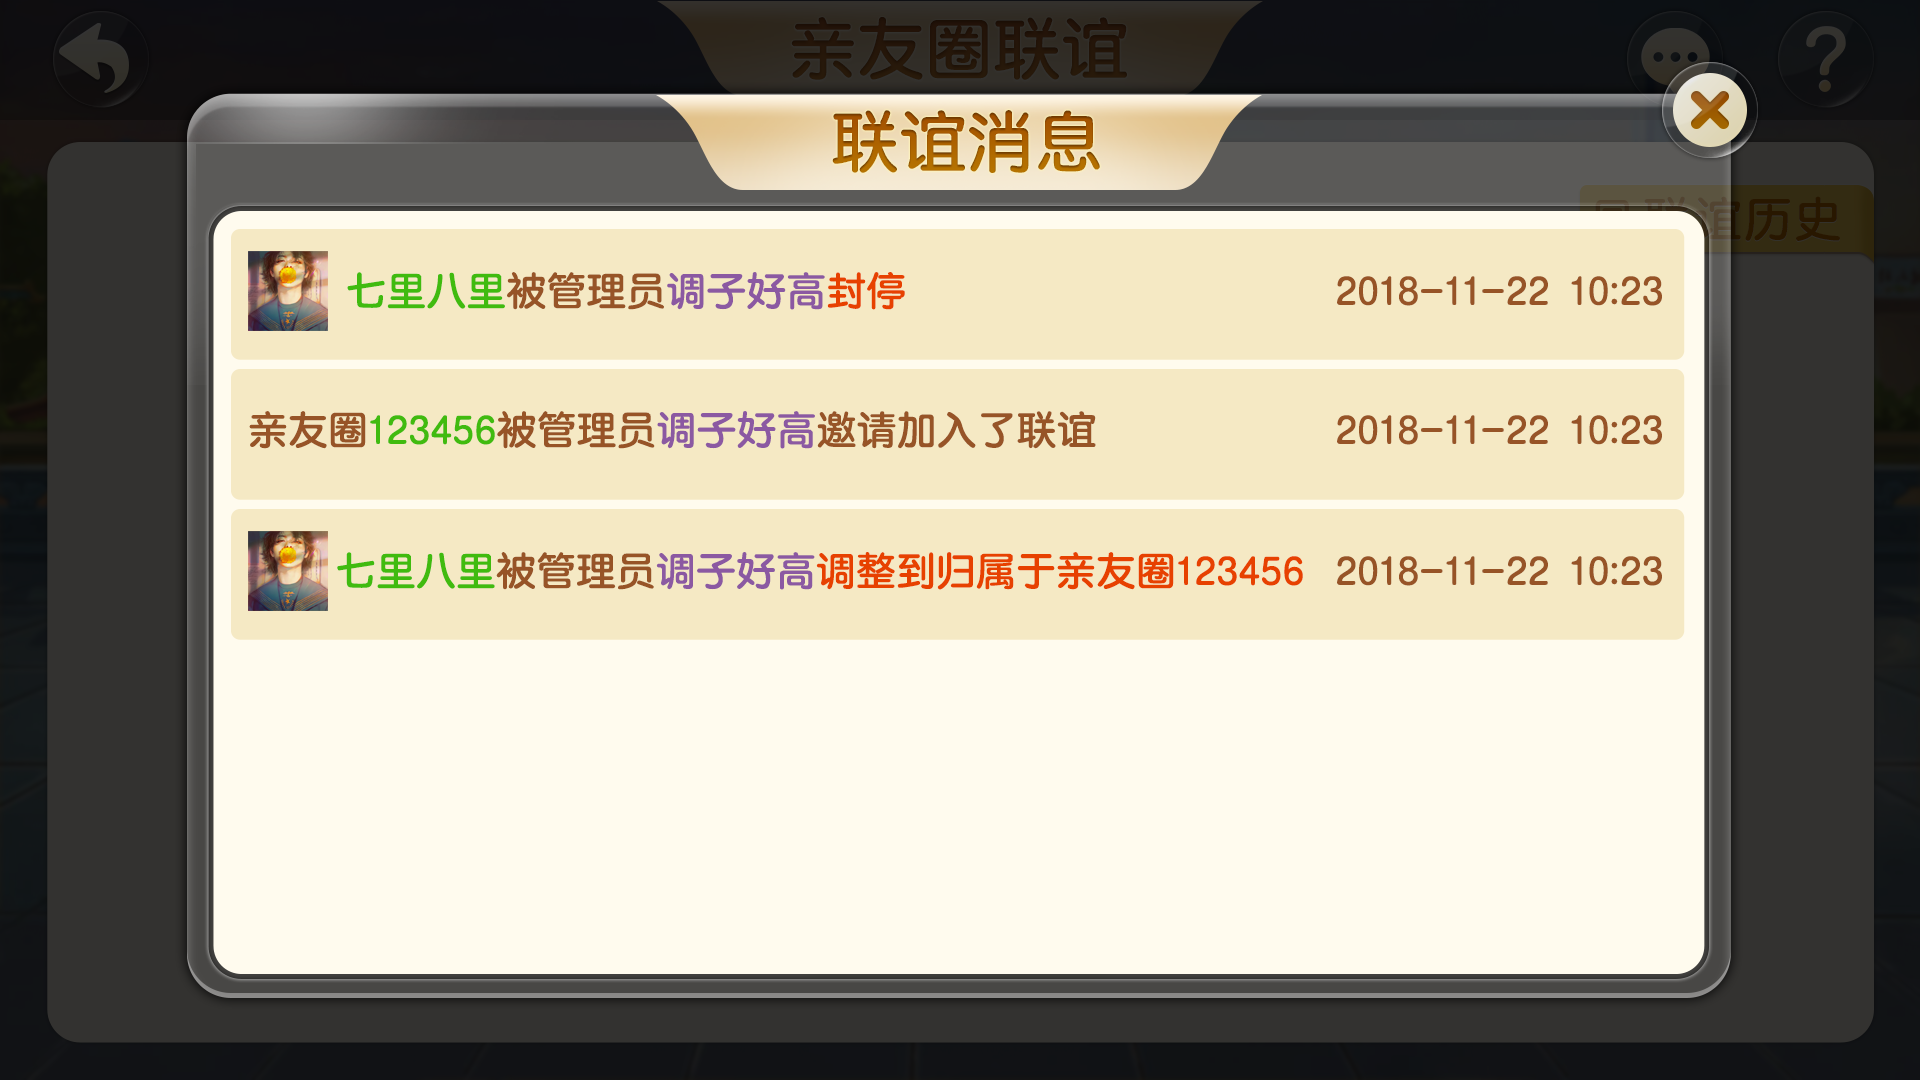 亲友圈联谊
联谊消息
联谊历史
七里八里被管理员调子好高封停 2018-11-22 10:23
亲友圈123456被管理员调子好高邀请加入了联谊 2018-11-22 10:23
七里八里被管理员调子好高调整到归属于亲友圈123456 2018-11-22 10:23